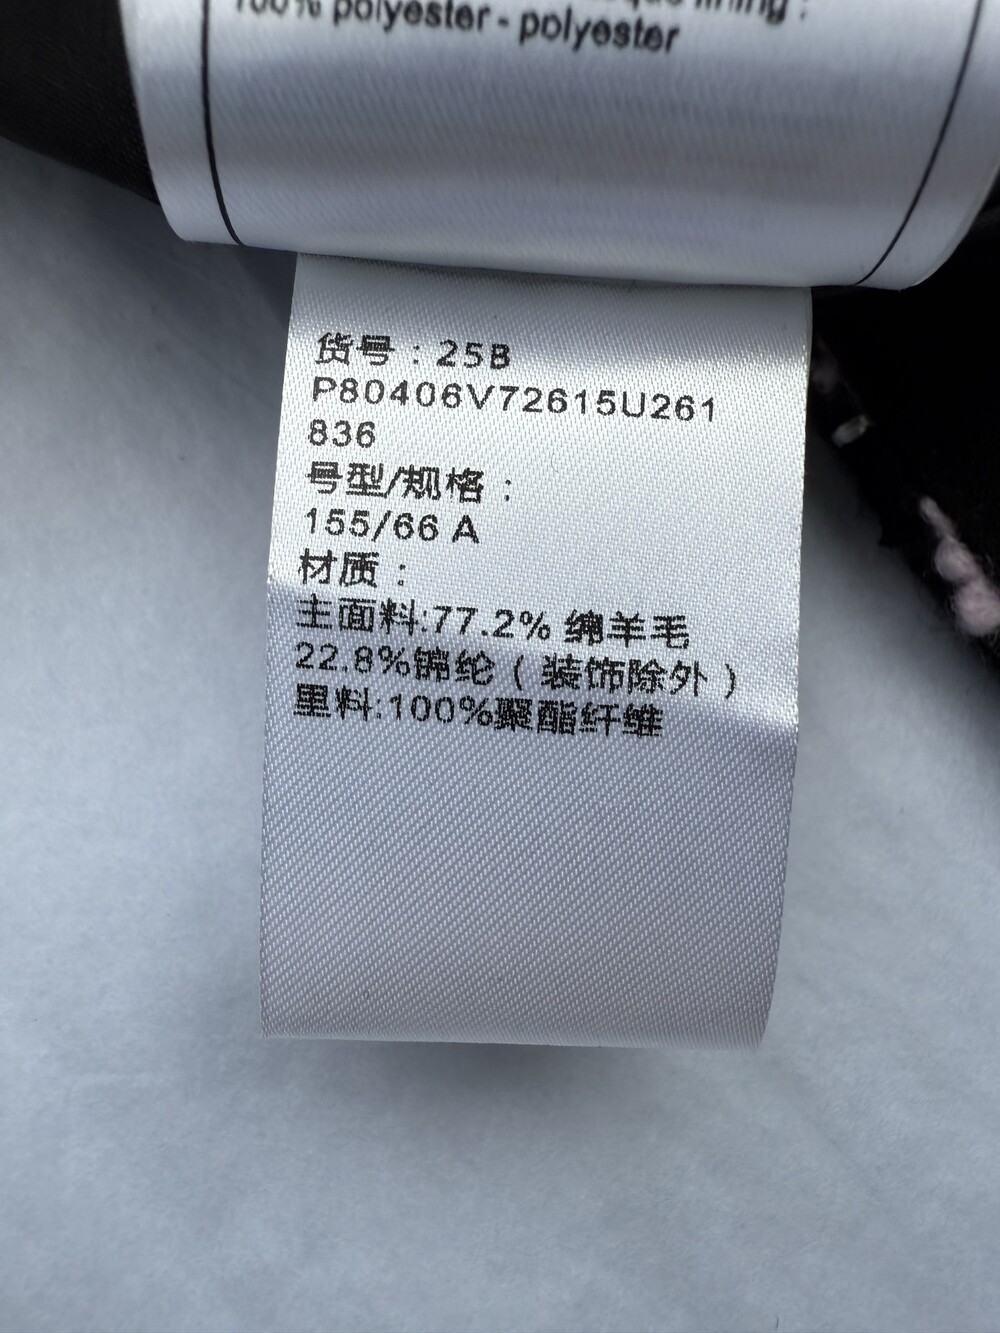 lining :
100% polyester - polyester
货号：25B
P80406V72615U261
836
号型/规格：
155/66 A
材质：
主面料:77.2% 绵羊毛
22.8%锦纶（装饰除外）
里料:100%聚酯纤维